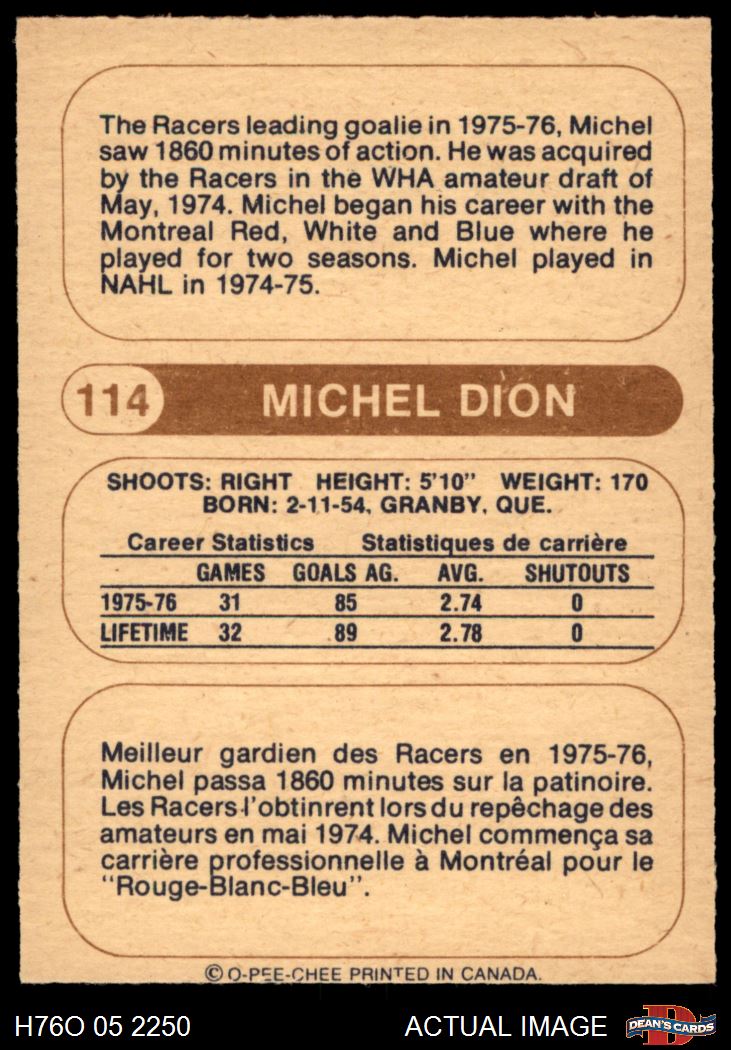 The Racers leading goalie in 1975-76, Michel
saw 1860 minutes of action. He was acquired
by the Racers in the WHA amateur draft of
May, 1974. Michel began his career with the
Montreal Red, White and Blue where he
played for two seasons. Michel played in
NAHL in 1974-75.
114 MICHEL DION
SHOOTS: RIGHT HEIGHT: 5'10" WEIGHT: 170
BORN: 2-11-54, GRANBY, QUE.
Career Statistics Statistiques de carrière
GAMES GOALS AG. AVG. SHUTOUTS
1975-76 31 85 2.74 0
LIFETIME 32 89 2.78 0
Meilleur gardien des Racers en 1975-76,
Michel passa 1860 minutes sur la patinoire.
Les Racers l'obtinrent lors du repêchage des
amateurs en mai 1974. Michel commença sa
carrière professionnelle à Montréal pour le
"Rouge-Blanc-Bleu".
© O-PEE-CHEE PRINTED IN CANADA.
H76O 05 2250 ACTUAL IMAGE DEAN'S CARDS